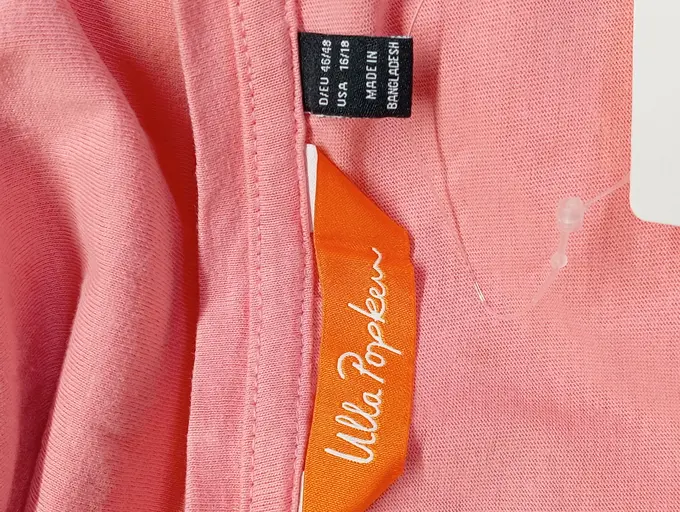 D/EU 46/48
USA 16/18
MADE IN
BANGLADESH
Ulla Popken